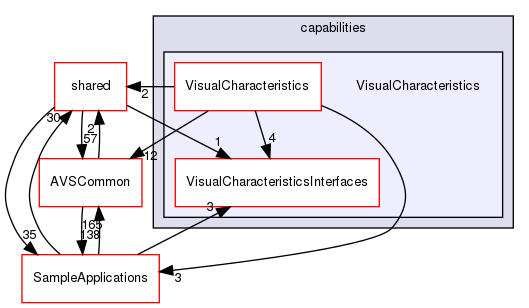 capabilities
shared
VisualCharacteristics
VisualCharacteristics
2
30
2
57
1
4
12
AVSCommon
VisualCharacteristicsInterfaces
3
165
138
35
SampleApplications
3